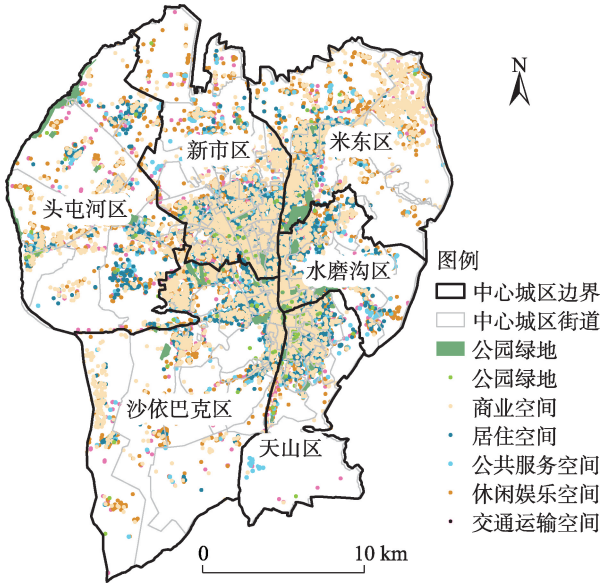 N
新市区
米东区
头屯河区
水磨沟区
沙依巴克区
天山区
图例
中心城区边界
中心城区街道
公园绿地
公园绿地
商业空间
居住空间
公共服务空间
休闲娱乐空间
交通运输空间
0 10 km